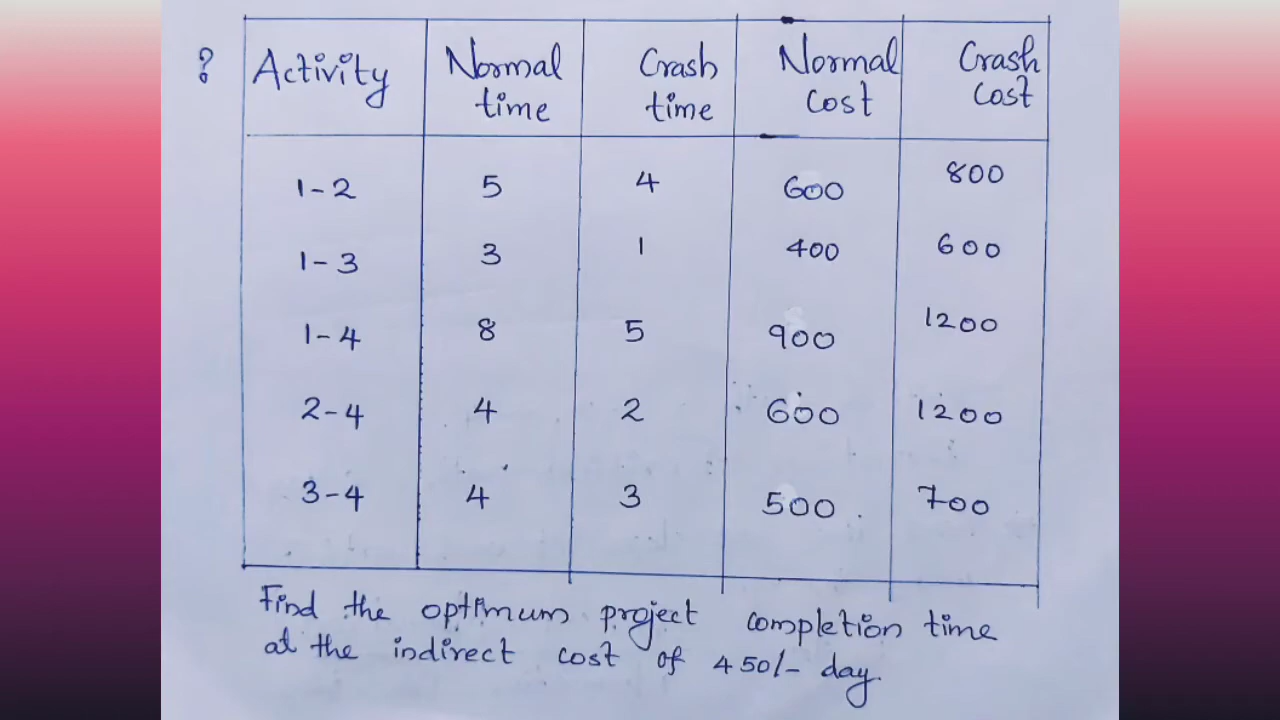 ? Activity Normal time Crash time Normal cost Crash cost
1-2 5 4 600 800
1-3 3 1 400 600
1-4 8 5 900 1200
2-4 4 2 600 1200
3-4 4 3 500 700
Find the optimum project completion time
at the indirect cost of 450/- day.